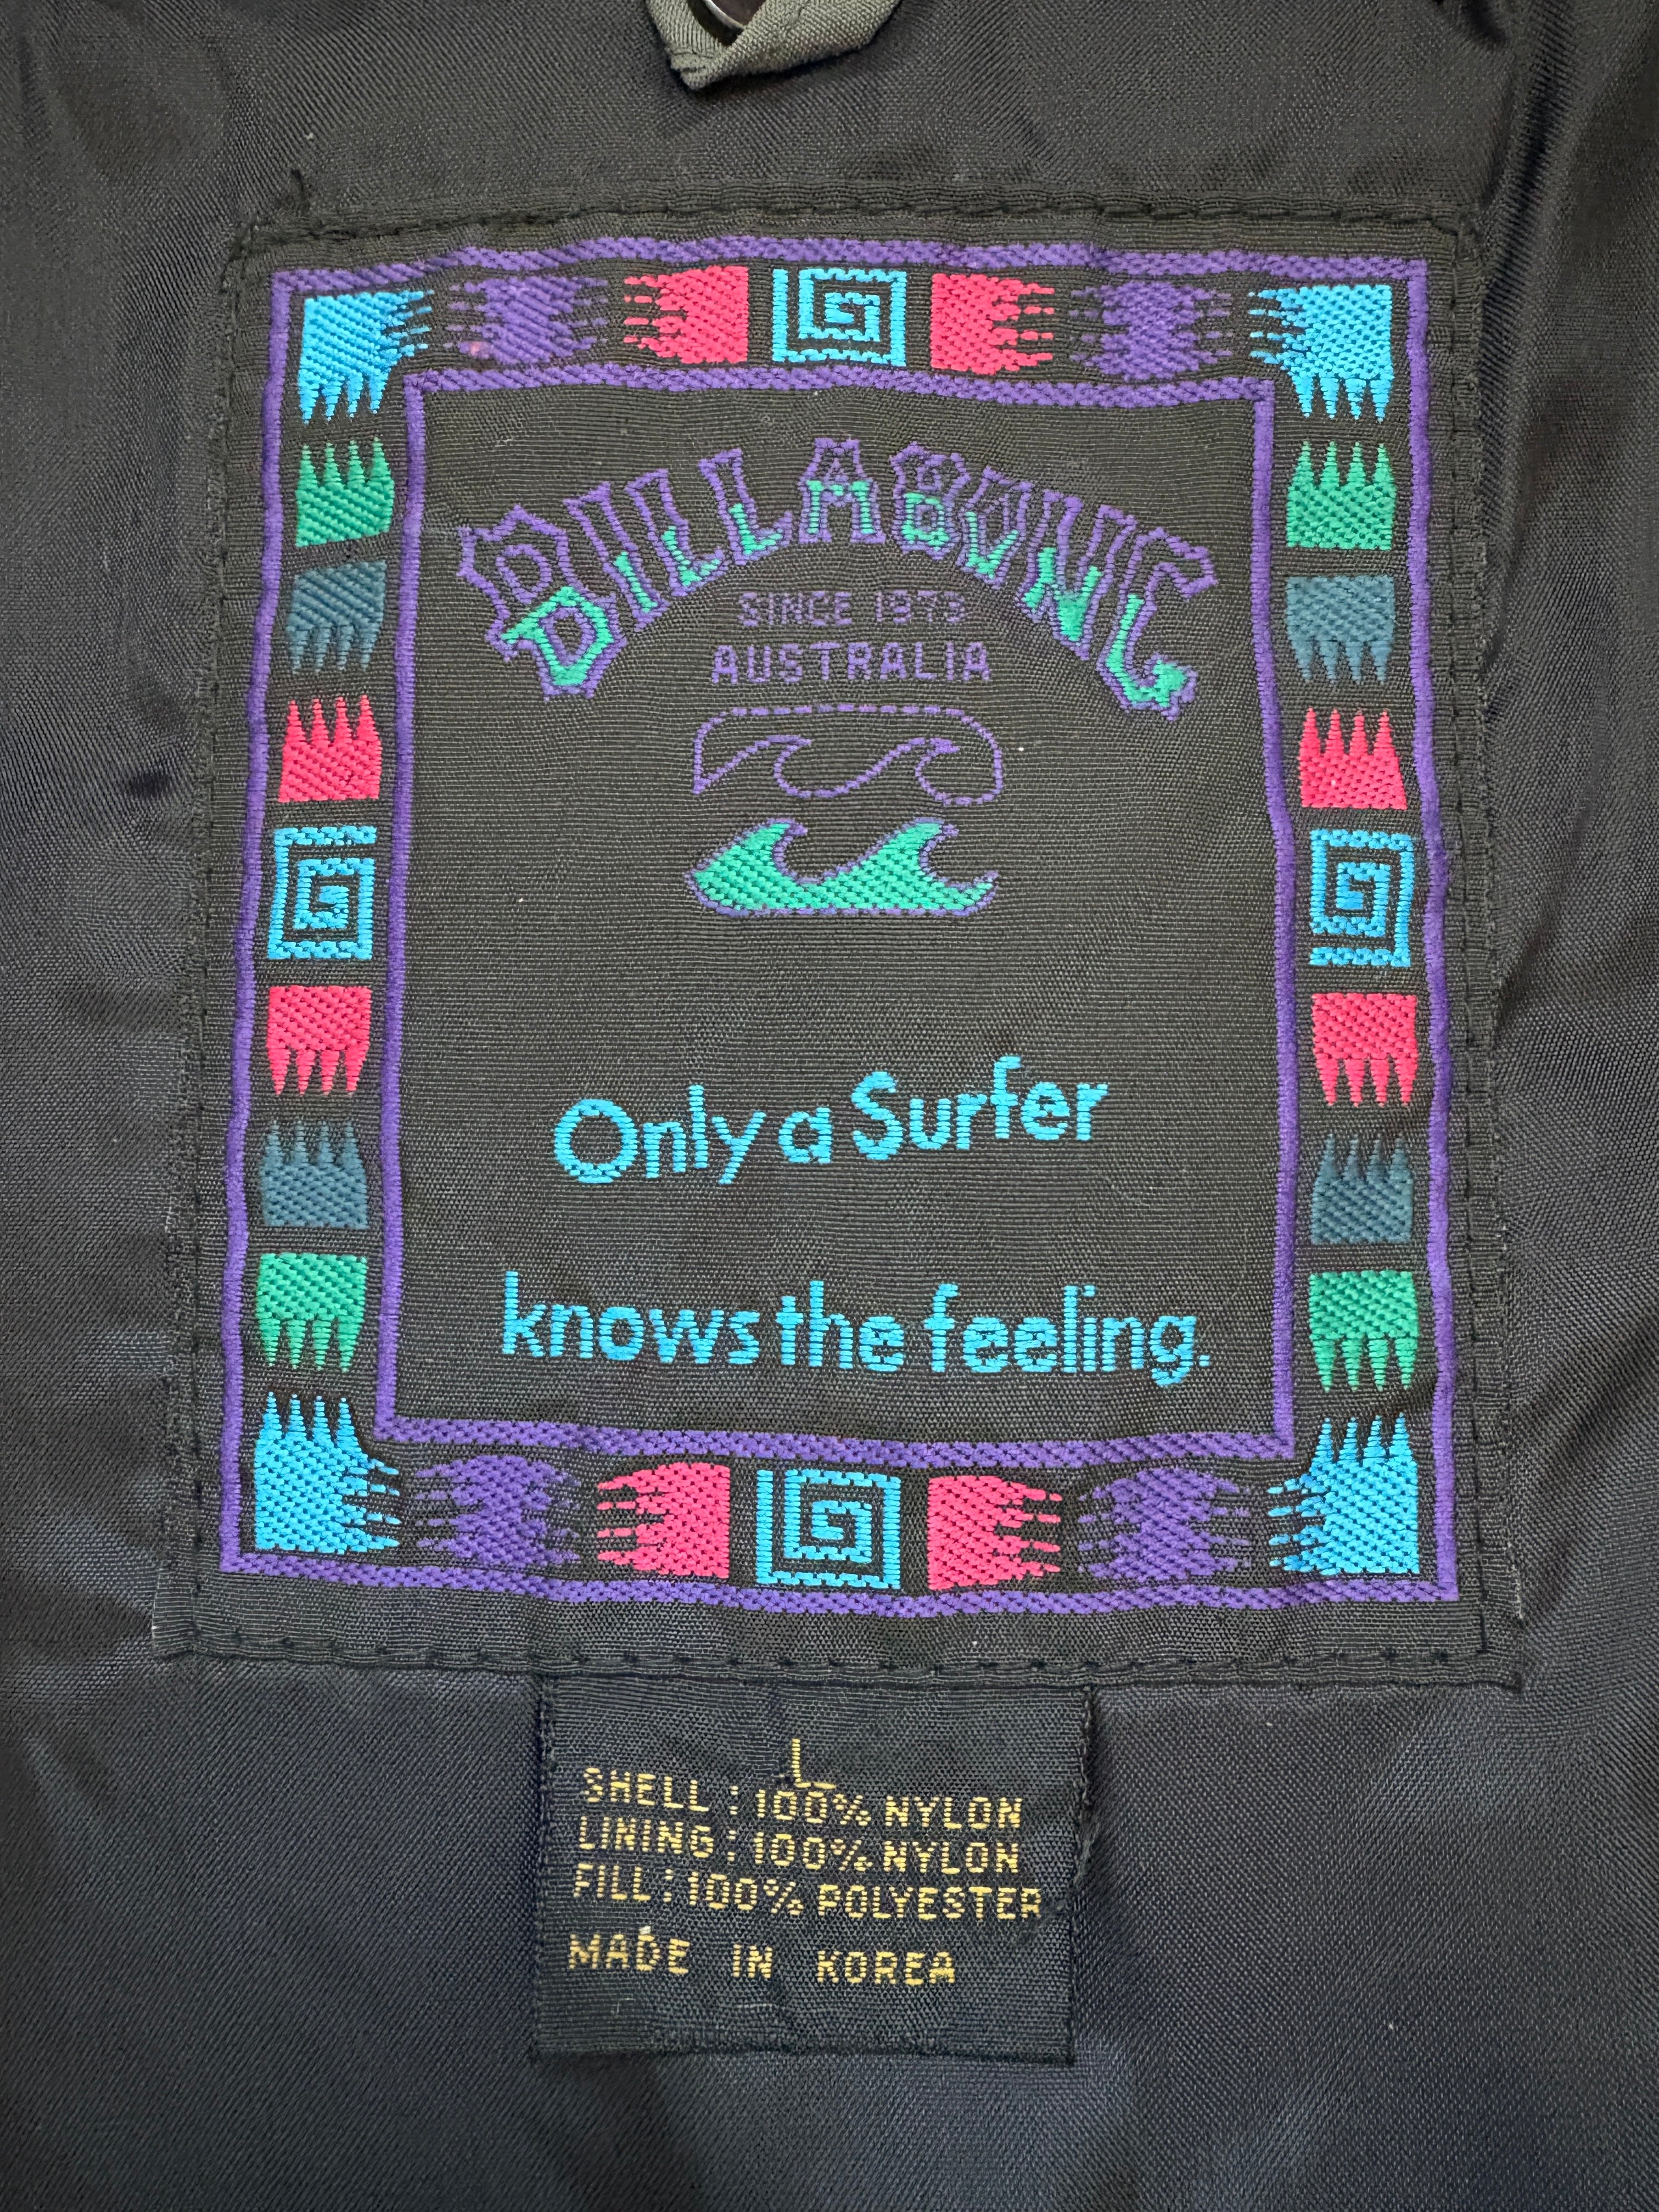 BILLABONG
SINCE 1973
AUSTRALIA
Only a Surfer
knows the feeling.
L
SHELL : 100% NYLON
LINING : 100% NYLON
FILL : 100% POLYESTER
MADE IN KOREA